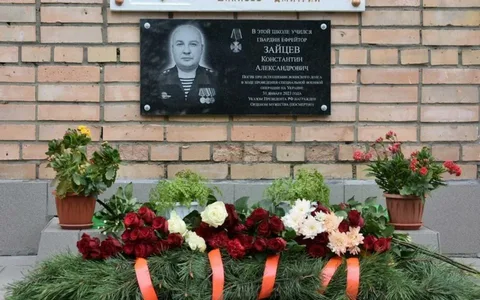 В ЭТОЙ ШКОЛЕ УЧИЛСЯ
ГВАРДИИ ЕФРЕЙТОР
ЗАЙЦЕВ
КОНСТАНТИН
АЛЕКСАНДРОВИЧ
ПОГИБ ПРИ ИСПОЛНЕНИИ ВОИНСКОГО ДОЛГА
В ХОДЕ ПРОВЕДЕНИЯ СПЕЦИАЛЬНОЙ ВОЕННОЙ
ОПЕРАЦИИ НА УКРАИНЕ
УКАЗОМ ПРЕЗИДЕНТА РФ НАГРАЖДЕН
ОРДЕНОМ МУЖЕСТВА (ПОСМЕРТНО)